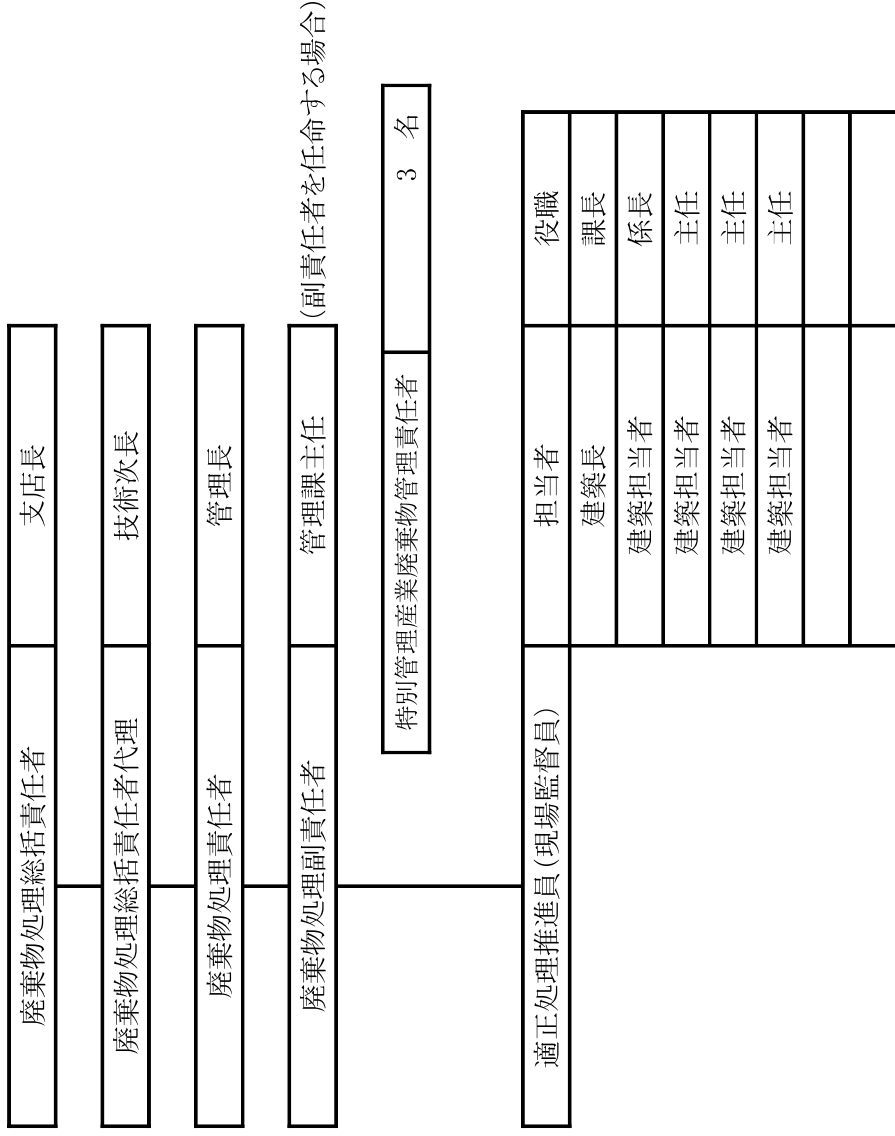 廃棄物処理総括責任者 支店長
廃棄物処理総括責任者代理 技術次長
廃棄物処理責任者 管理長
廃棄物処理副責任者 管理課主任 (副責任者を任命する場合)
特別管理産業廃棄物管理責任者 3 名
適正処理推進員(現場監督員) 担当者 役職
建築長 課長
建築担当者 係長
建築担当者 主任
建築担当者 主任
建築担当者 主任